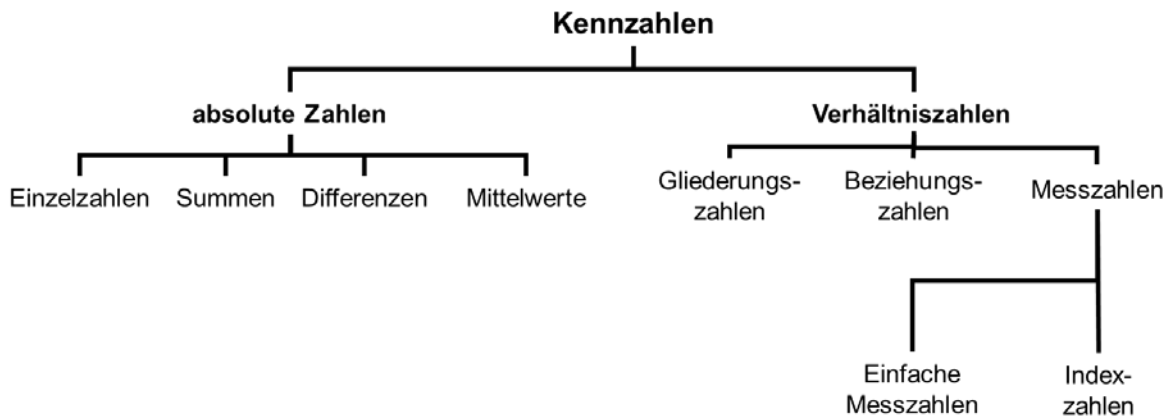 Kennzahlen
absolute Zahlen
Verhältniszahlen
Einzelzahlen
Summen
Differenzen
Mittelwerte
Gliederungs-
zahlen
Beziehungs-
zahlen
Messzahlen
Einfache
Messzahlen
Index-
zahlen